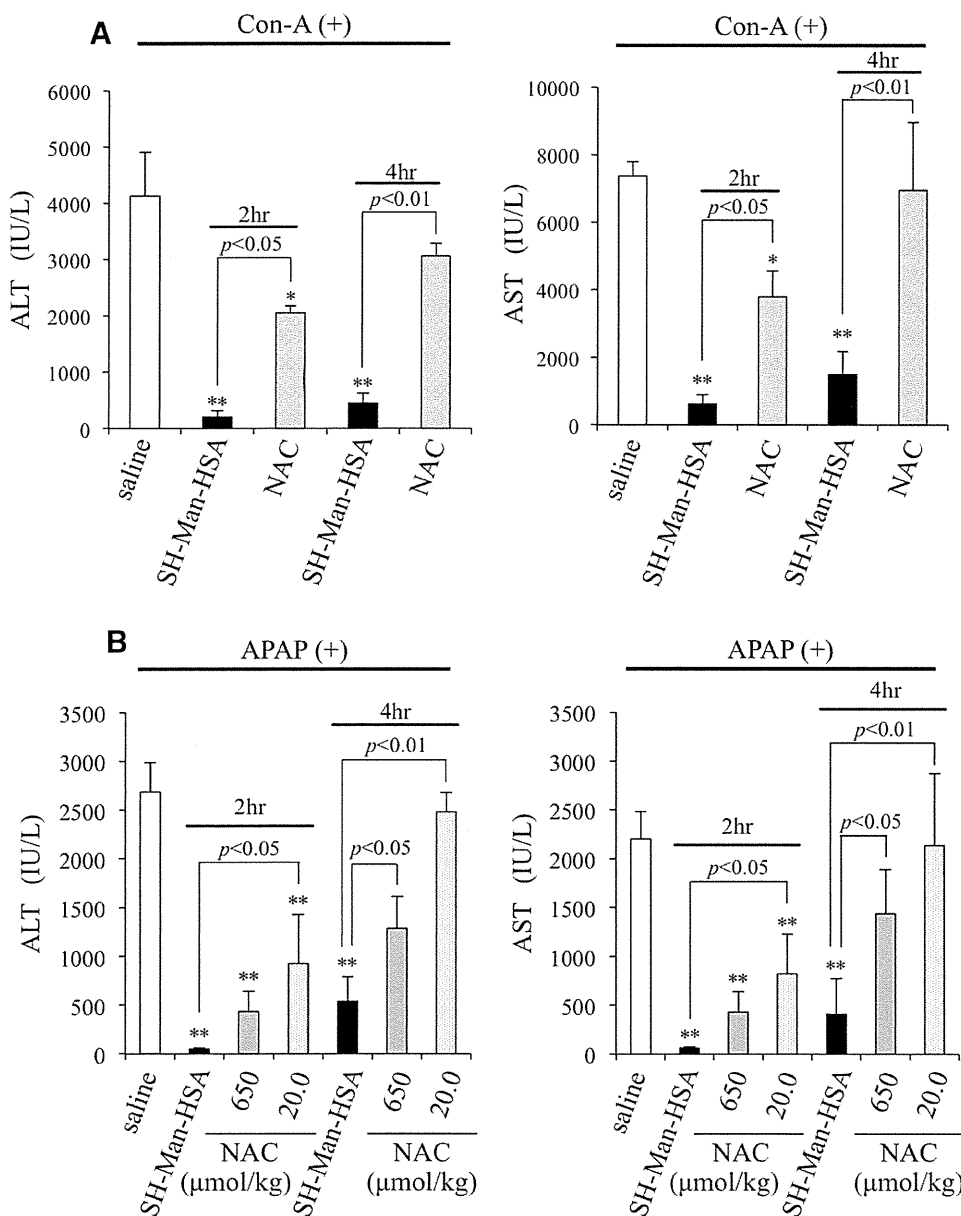 A
Con-A (+)
ALT (IU/L)
6000
5000
4000
3000
2000
1000
0
2hr
p<0.05
4hr
p<0.01
**
*
**
saline
SH-Man-HSA
NAC
SH-Man-HSA
NAC
Con-A (+)
AST (IU/L)
10000
8000
6000
4000
2000
0
2hr
p<0.05
4hr
p<0.01
**
*
**
saline
SH-Man-HSA
NAC
SH-Man-HSA
NAC
B
APAP (+)
ALT (IU/L)
3500
3000
2500
2000
1500
1000
500
0
2hr
p<0.05
4hr
p<0.01
p<0.05
**
**
**
**
saline
SH-Man-HSA
650
20.0
SH-Man-HSA
650
20.0
NAC
(μmol/kg)
NAC
(μmol/kg)
APAP (+)
AST (IU/L)
3500
3000
2500
2000
1500
1000
500
0
2hr
p<0.05
4hr
p<0.01
p<0.05
**
**
**
**
saline
SH-Man-HSA
650
20.0
SH-Man-HSA
650
20.0
NAC
(μmol/kg)
NAC
(μmol/kg)